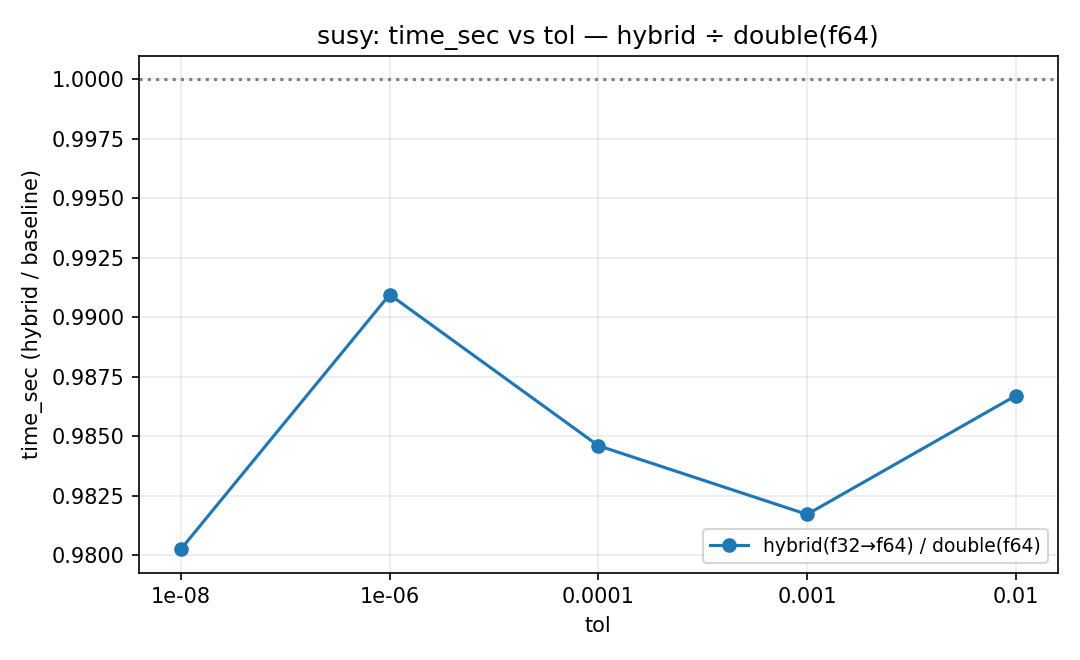 susy: time_sec vs tol — hybrid ÷ double(f64)
time_sec (hybrid / baseline)
1.0000
0.9975
0.9950
0.9925
0.9900
0.9875
0.9850
0.9825
0.9800
hybrid(f32→f64) / double(f64)
1e-08 1e-06 0.0001 0.001 0.01
tol